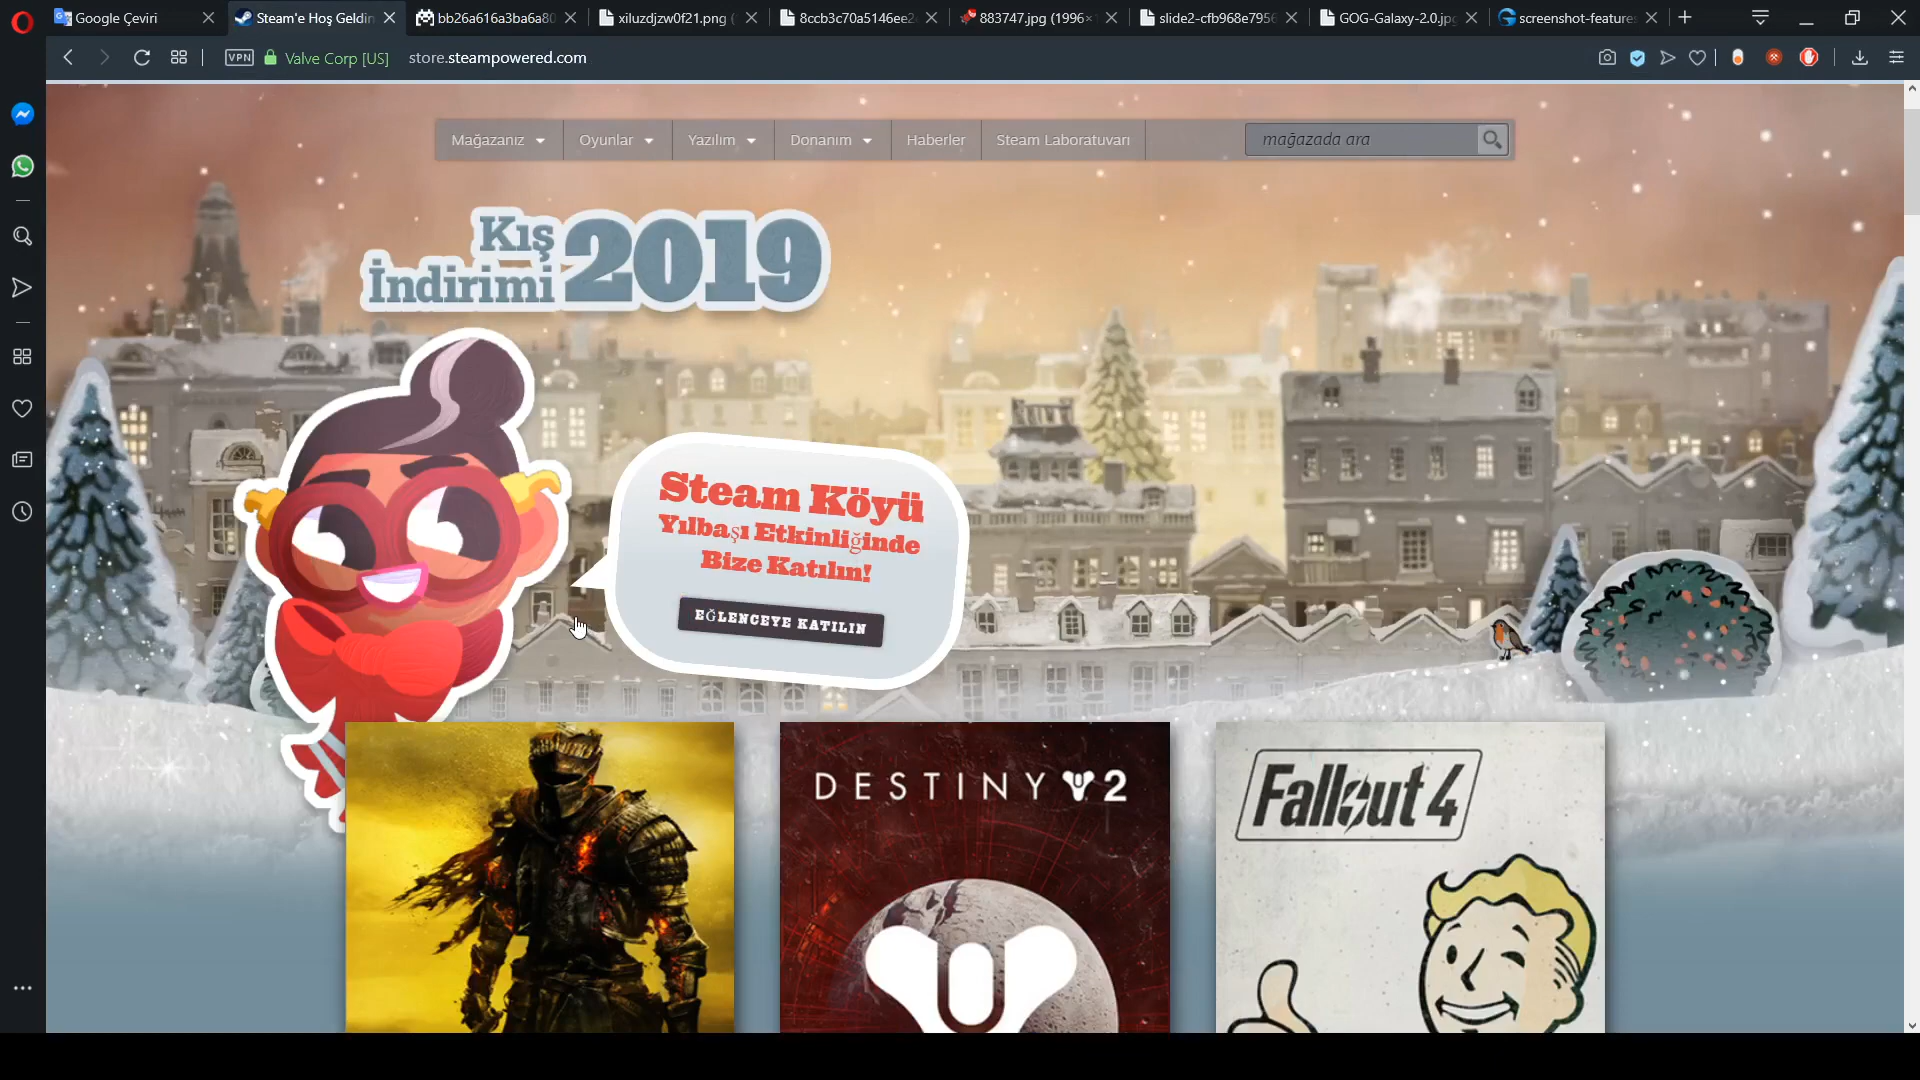 Google Çeviri
Steam'e Hoş Geldin
bb26a616a3ba6a80
xiluzdjzw0f21.png (
8ccb3c70a5146ee2
883747.jpg (1996×
slide2-cfb968e7956
GOG-Galaxy-2.0.jpg
screenshot-feature
VPN
Valve Corp [US]
store.steampowered.com
Mağazanız
Oyunlar
Yazılım
Donanım
Haberler
Steam Laboratuvarı
mağazada ara
Kış
İndirimi 2019
Steam Köyü
Yılbaşı Etkinliğinde
Bize Katılın!
EĞLENCEYE KATILIN
DESTINY 2
Fallout 4